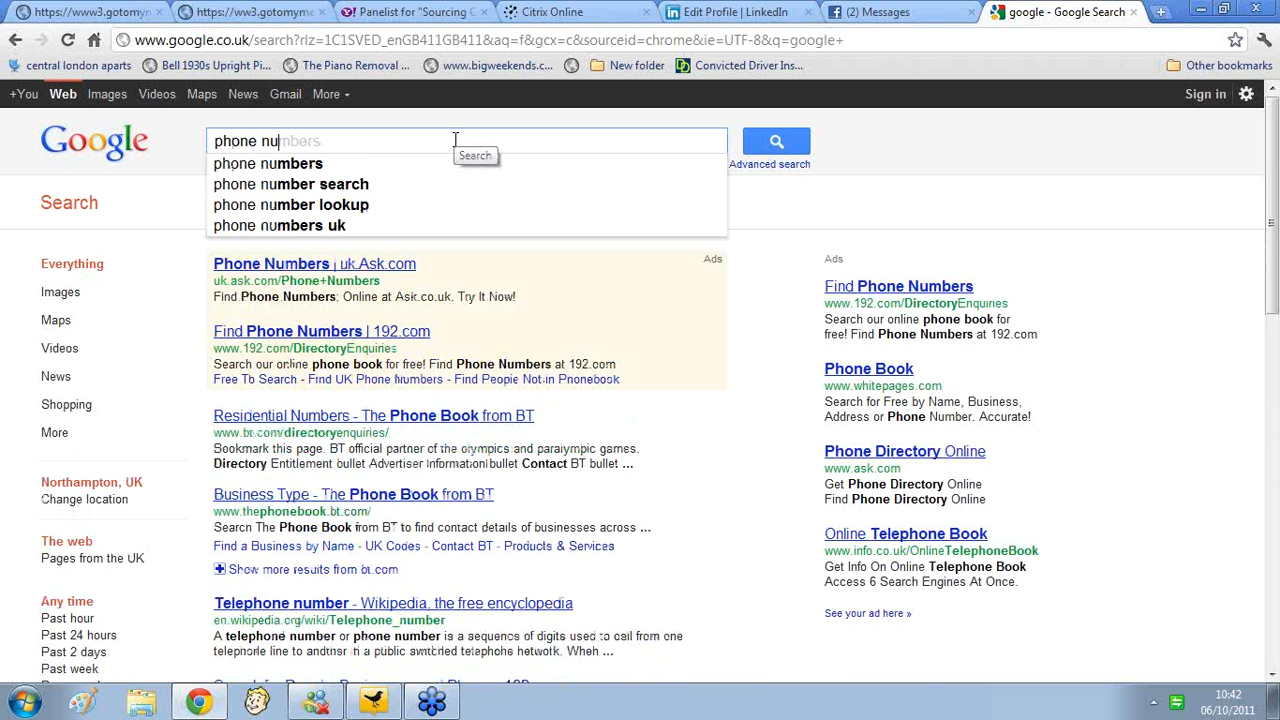 https://ww3.gotomyn
https://ww2.gotomyn
Panelist for "Sourcing C
Citrix Online
Edit Profile | LinkedIn
(2) Messages
google - Google Search
www.google.co.uk/search?rlz=1C1SVED_enGB411GB411&aq=f&gcx=c&sourceid=chrome&ie=UTF-8&q=google+
central london aparts
Bell 1930s Upright Pi...
The Piano Removal ...
www.bigweekends.c...
New folder
Convicted Driver Ins...
Other bookmarks
+You Web Images Videos Maps News Gmail More
Sign in
Google
phone numbers
Search
Advanced search
phone numbers
phone number search
phone number lookup
phone numbers uk
Search
Everything
Images
Maps
Videos
News
Shopping
More
Northampton, UK
Change location
The web
Pages from the UK
Any time
Past hour
Past 24 hours
Past 2 days
Past week
Phone Numbers | uk.Ask.com
Ads
uk.ask.com/Phone+Numbers
Find Phone Numbers; Online at Ask.co.uk. Try It Now!
Find Phone Numbers | 192.com
www.192.com/DirectoryEnquiries
Search our online phone book for free! Find Phone Numbers at 192.com
Free To Search - Find UK Phone Numbers - Find People Not in Phonebook
Residential Numbers - The Phone Book from BT
www.bt.com/directoryenquiries/
Bookmark this page. BT official partner of the olympics and paralympic games.
Directory Entitlement bullet Advertiser Information bullet Contact BT bullet ...
Business Type - The Phone Book from BT
www.thephonebook.bt.com/
Search The Phone Book from BT to find contact details of businesses across ...
Find a Business by Name - UK Codes - Contact BT - Products & Services
Show more results from bt.com
Telephone number - Wikipedia, the free encyclopedia
en.wikipedia.org/wiki/Telephone_number
A telephone number or phone number is a sequence of digits used to call from one
telephone line to another in a public switched telephone network. Wheh ...
Ads
Find Phone Numbers
www.192.com/DirectoryEnquiries
Search our online phone book for
free! Find Phone Numbers at 192.com
Phone Book
www.whitepages.com
Search for Free by Name, Business,
Address or Phone Number. Accurate!
Phone Directory Online
www.ask.com
Get Phone Directory Online
Find Phone Directory Online
Online Telephone Book
www.info.co.uk/OnlineTelephoneBook
Get Info On Online Telephone Book
Access 6 Search Engines At Once.
See your ad here »
10:42
06/10/2011